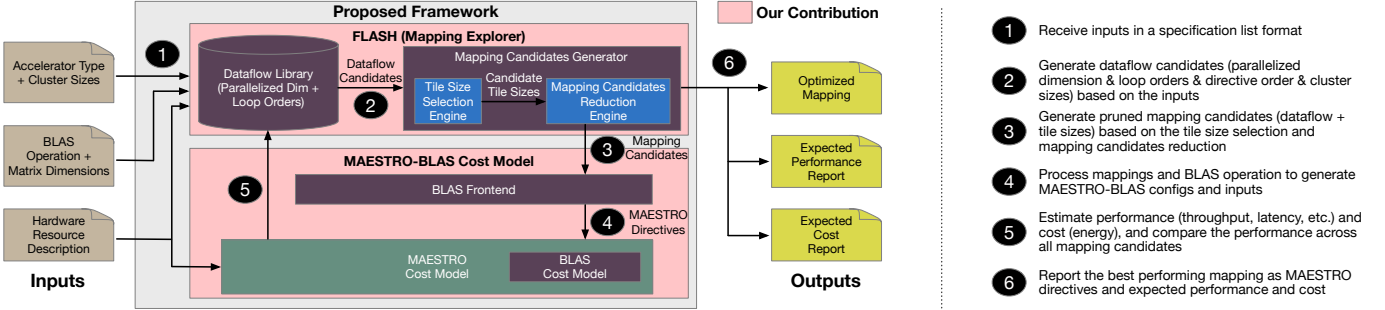 Proposed Framework
Our Contribution
FLASH (Mapping Explorer)
1
Accelerator Type
+ Cluster Sizes
BLAS
Operation +
Matrix Dimensions
Hardware
Resource
Description
Inputs
Dataflow Library
(Parallelized Dim +
Loop Orders)
Dataflow
Candidates
2
Mapping Candidates Generator
Tile Size
Selection
Engine
Candidate
Tile Sizes
Mapping Candidates
Reduction
Engine
3
Mapping
Candidates
MAESTRO-BLAS Cost Model
BLAS Frontend
4
MAESTRO
Directives
5
MAESTRO
Cost Model
BLAS
Cost Model
6
Optimized
Mapping
Expected
Performance
Report
Expected
Cost
Report
Outputs
1
Receive inputs in a specification list format
2
Generate dataflow candidates (parallelized
dimension & loop orders & directive order & cluster
sizes) based on the inputs
3
Generate pruned mapping candidates (dataflow +
tile sizes) based on the tile size selection and
mapping candidates reduction
4
Process mappings and BLAS operation to generate
MAESTRO-BLAS configs and inputs
5
Estimate performance (throughput, latency, etc.) and
cost (energy), and compare the performance across
all mapping candidates
6
Report the best performing mapping as MAESTRO
directives and expected performance and cost